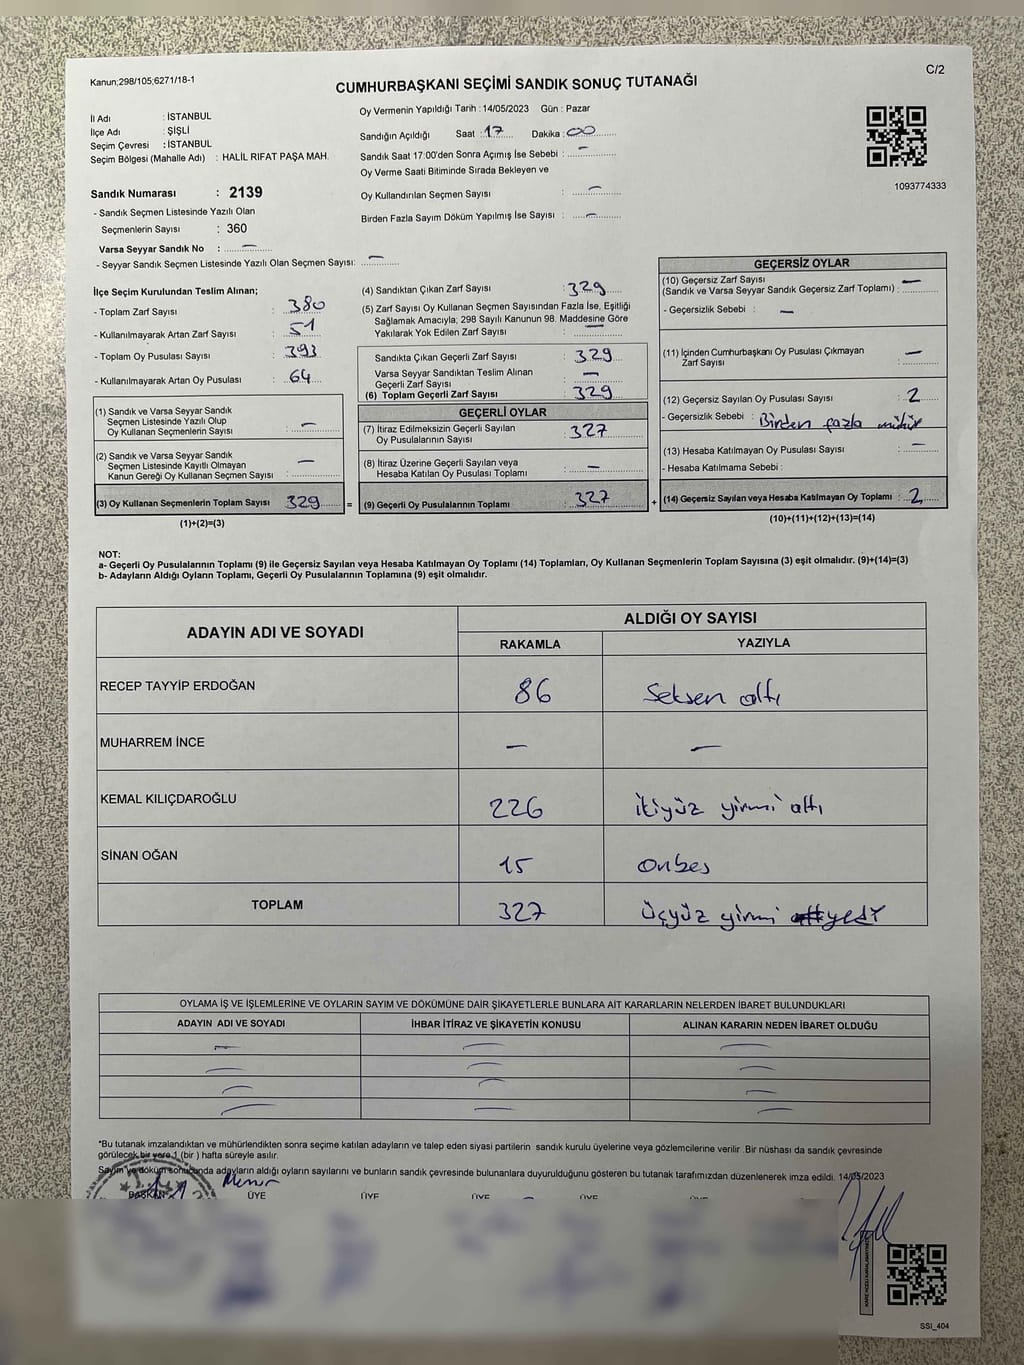 Kanun;298/105;6271/18-1
C/2
CUMHURBAŞKANI SEÇİMİ SANDIK SONUÇ TUTANAĞI
İl Adı : İSTANBUL
İlçe Adı : ŞİŞLİ
Seçim Çevresi : İSTANBUL
Seçim Bölgesi (Mahalle Adı) : HALİL RIFAT PAŞA MAH.
Oy Vermenin Yapıldığı Tarih : 14/05/2023 Gün : Pazar
Sandığın Açıldığı Saat : 17 Dakika : 00
Sandık Saat 17:00'den Sonra Açımış İse Sebebi : –
Oy Verme Saati Bitiminde Sırada Bekleyen ve
Oy Kullandırılan Seçmen Sayısı : –
Birden Fazla Sayım Döküm Yapılmış İse Sayısı : –
1093774333
Sandık Numarası : 2139
- Sandık Seçmen Listesinde Yazılı Olan
Seçmenlerin Sayısı : 360
Varsa Seyyar Sandık No : –
- Seyyar Sandık Seçmen Listesinde Yazılı Olan Seçmen Sayısı: –
İlçe Seçim Kurulundan Teslim Alınan;
- Toplam Zarf Sayısı : 380
- Kullanılmayarak Artan Zarf Sayısı : 51
- Toplam Oy Pusulası Sayısı : 393
- Kullanılmayarak Artan Oy Pusulası : 64
(1) Sandık ve Varsa Seyyar Sandık
Seçmen Listesinde Yazılı Olup
Oy Kullanan Seçmenlerin Sayısı : –
(2) Sandık ve Varsa Seyyar Sandık
Seçmen Listesinde Kayıtlı Olmayan
Kanun Gereği Oy Kullanan Seçmen Sayısı : –
(3) Oy Kullanan Seçmenlerin Toplam Sayısı : 329 =
(1)+(2)=(3)
(4) Sandıktan Çıkan Zarf Sayısı : 329
(5) Zarf Sayısı Oy Kullanan Seçmen Sayısından Fazla İse, Eşitliği
Sağlamak Amacıyla; 298 Sayılı Kanunun 98. Maddesine Göre
Yakılarak Yok Edilen Zarf Sayısı : –
Sandıkta Çıkan Geçerli Zarf Sayısı : 329
Varsa Seyyar Sandıktan Teslim Alınan
Geçerli Zarf Sayısı : –
(6) Toplam Geçerli Zarf Sayısı : 329
GEÇERLİ OYLAR
(7) İtiraz Edilmeksizin Geçerli Sayılan
Oy Pusulalarının Sayısı : 327
(8) İtiraz Üzerine Geçerli Sayılan veya
Hesaba Katılan Oy Pusulası Toplamı : –
(9) Geçerli Oy Pusulalarının Toplamı : 327 +
GEÇERSİZ OYLAR
(10) Geçersiz Zarf Sayısı
(Sandık ve Varsa Seyyar Sandık Geçersiz Zarf Toplamı) : –
- Geçersizlik Sebebi : –
(11) İçinden Cumhurbaşkanı Oy Pusulası Çıkmayan
Zarf Sayısı : –
(12) Geçersiz Sayılan Oy Pusulası Sayısı : 2
- Geçersizlik Sebebi : Birden fazla mühür
(13) Hesaba Katılmayan Oy Pusulası Sayısı : –
- Hesaba Katılmama Sebebi :
(14) Geçersiz Sayılan veya Hesaba Katılmayan Oy Toplamı : 2
(10)+(11)+(12)+(13)=(14)
NOT:
a- Geçerli Oy Pusulalarının Toplamı (9) ile Geçersiz Sayılan veya Hesaba Katılmayan Oy Toplamı (14) Toplamları, Oy Kullanan Seçmenlerin Toplam Sayısına (3) eşit olmalıdır. (9)+(14)=(3)
b- Adayların Aldığı Oyların Toplamı, Geçerli Oy Pusulalarının Toplamına (9) eşit olmalıdır.
ADAYIN ADI VE SOYADI ALDIĞI OY SAYISI
RAKAMLA YAZIYLA
RECEP TAYYİP ERDOĞAN 86 Seksen altı
MUHARREM İNCE – –
KEMAL KILIÇDAROĞLU 226 ikiyüz yirmi altı
SİNAN OĞAN 15 Onbeş
TOPLAM 327 üçyüz yirmi yedi
OYLAMA İŞ VE İŞLEMLERİNE VE OYLARIN SAYIM VE DÖKÜMÜNE DAİR ŞİKAYETLERLE BUNLARA AİT KARARLARIN NELERDEN İBARET BULUNDUKLARI
ADAYIN ADI VE SOYADI İHBAR İTİRAZ VE ŞİKAYETİN KONUSU ALINAN KARARIN NEDEN İBARET OLDUĞU
*Bu tutanak imzalandıktan ve mühürlendikten sonra seçime katılan adayların ve talep eden siyasi partilerin sandık kurulu üyelerine veya gözlemcilerine verilir. Bir nüshası da sandık çevresinde
görülecek bir yere 1 (bir ) hafta süreyle asılır.
Sayım ve döküm sonucunda adayların aldığı oyların sayılarını ve bunların sandık çevresinde bulunanlara duyurulduğunu gösteren bu tutanak tarafımızdan düzenlenerek imza edildi. 14/05/2023
BAŞKAN ÜYE ÜYE ÜYE ÜYE
SSI_404